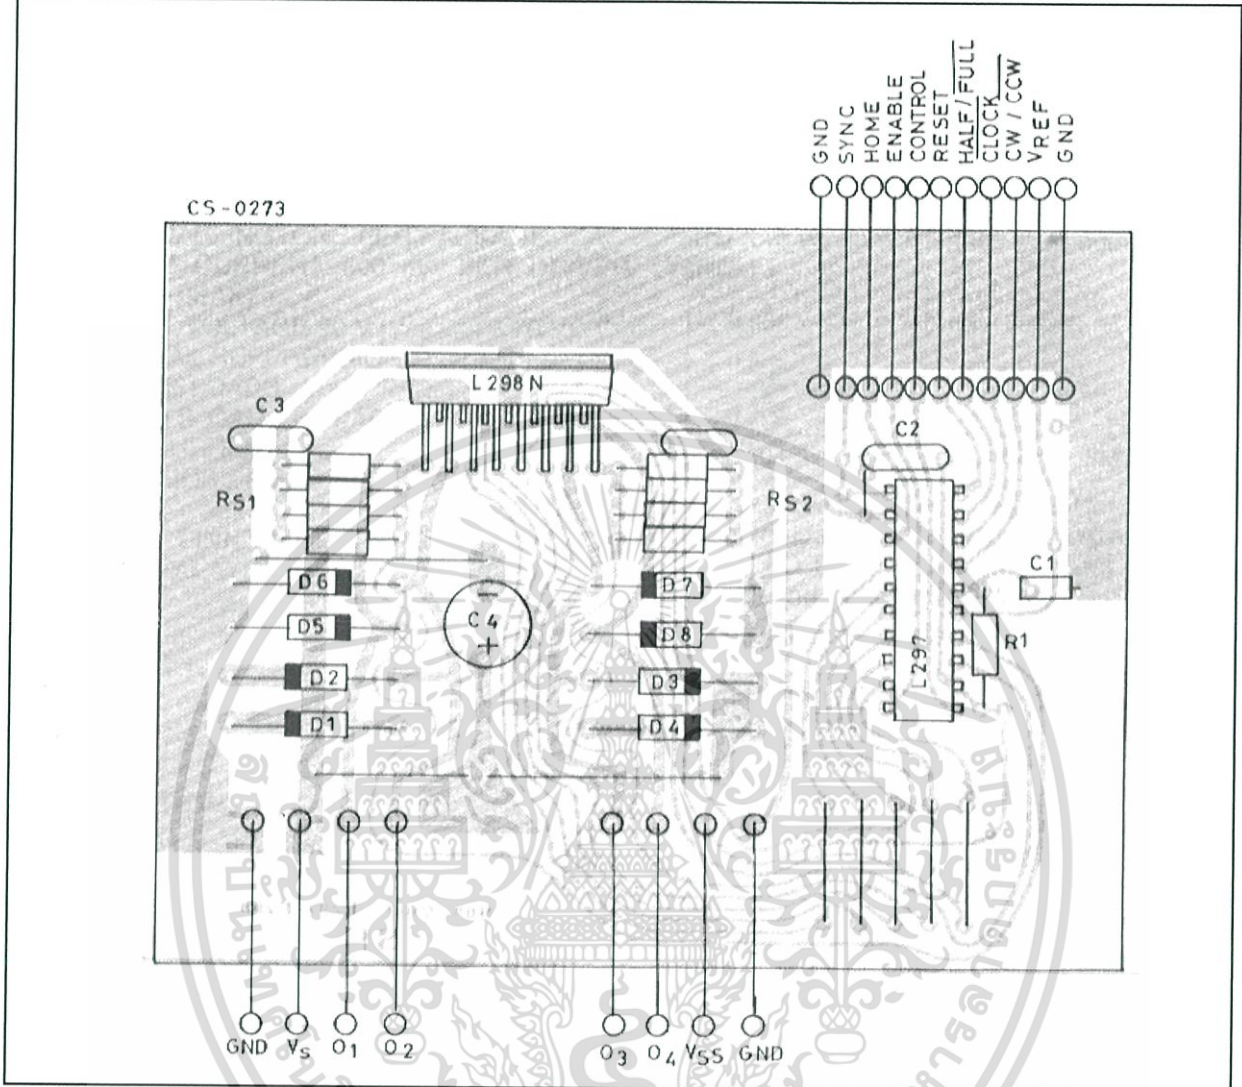 GND
SYNC
HOME
ENABLE
CONTROL
RESET
HALF / FULL
CLOCK
CW / CCW
VREF
GND
CS-0273
L298N
C3
C2
RS1
RS2
C1
D6
D7
C4
D5
D8
L297
R1
D2
D3
D1
D4
GND
VS
O1
O2
O3
O4
VSS
GND